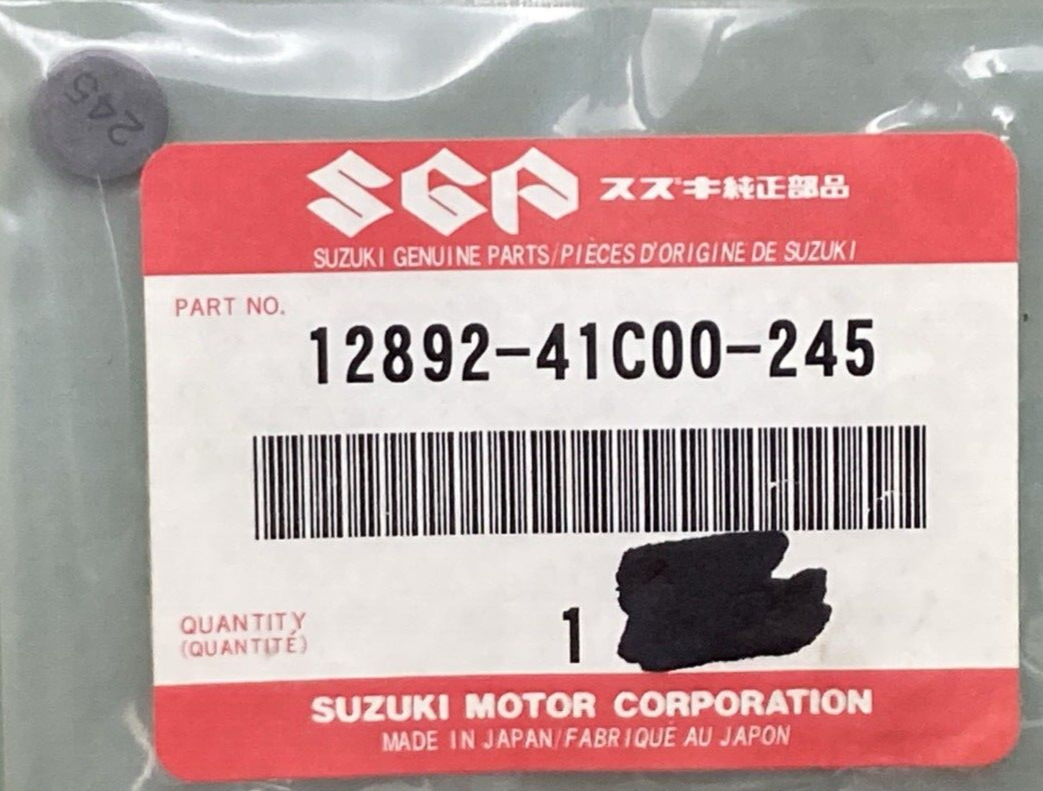 245
SGP スズキ純正部品
SUZUKI GENUINE PARTS/PIÈCES D'ORIGINE DE SUZUKI
PART NO.
12892-41C00-245
QUANTITY 1
(QUANTITÉ)
SUZUKI MOTOR CORPORATION
MADE IN JAPAN/FABRIQUÉ AU JAPON